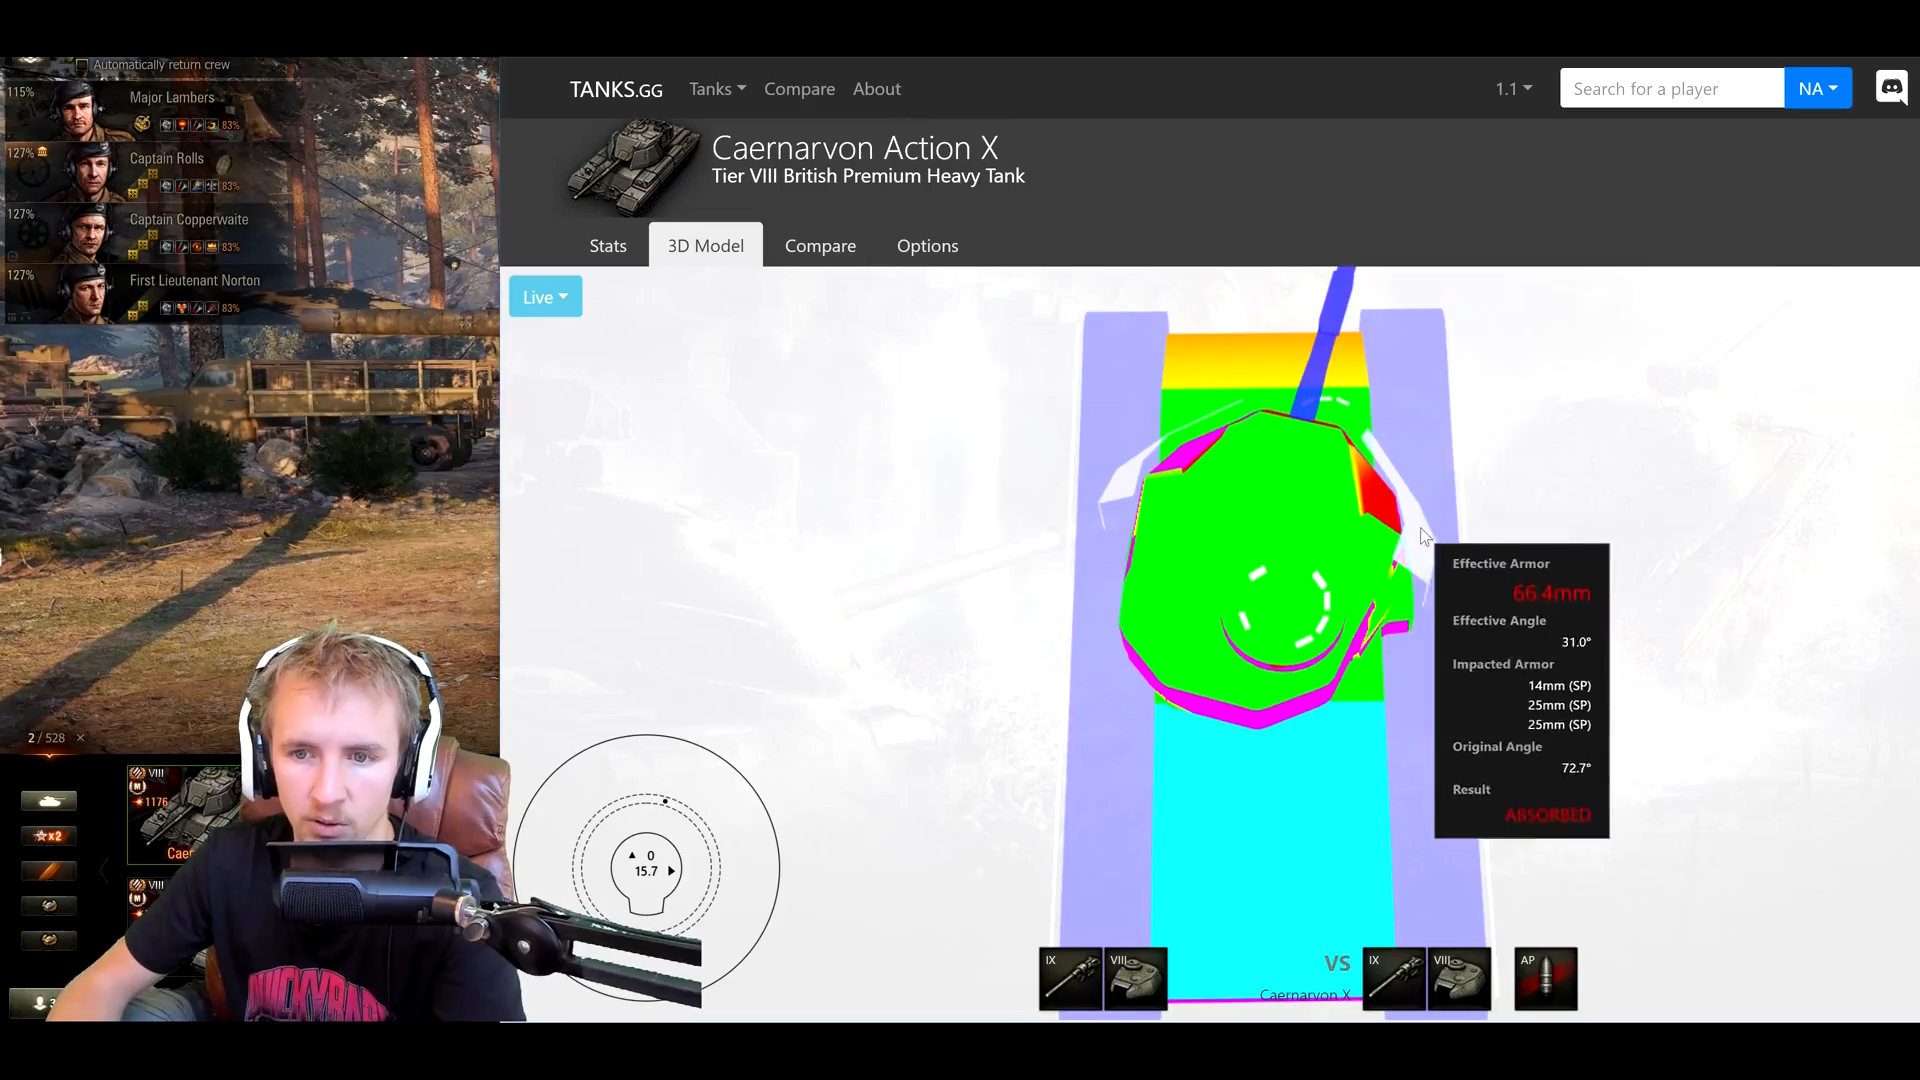 Automatically return crew
115%
Major Lambers
83%
127%
Captain Rolls
83%
127%
Captain Copperwaite
83%
127%
First Lieutenant Norton
83%
2 / 528 ×
VIII
M
1176
x2
VIII
M
TANKS.GG
Tanks
Compare
About
1.1
Search for a player
NA
Caernarvon Action X
Tier VIII British Premium Heavy Tank
Stats
3D Model
Compare
Options
Live
Effective Armor
66.4mm
Effective Angle
31.0°
Impacted Armor
14mm (SP)
25mm (SP)
25mm (SP)
Original Angle
72.7°
Result
ABSORBED
0
15.7
IX
VIII
VS
Caernarvon X
IX
VIII
AP